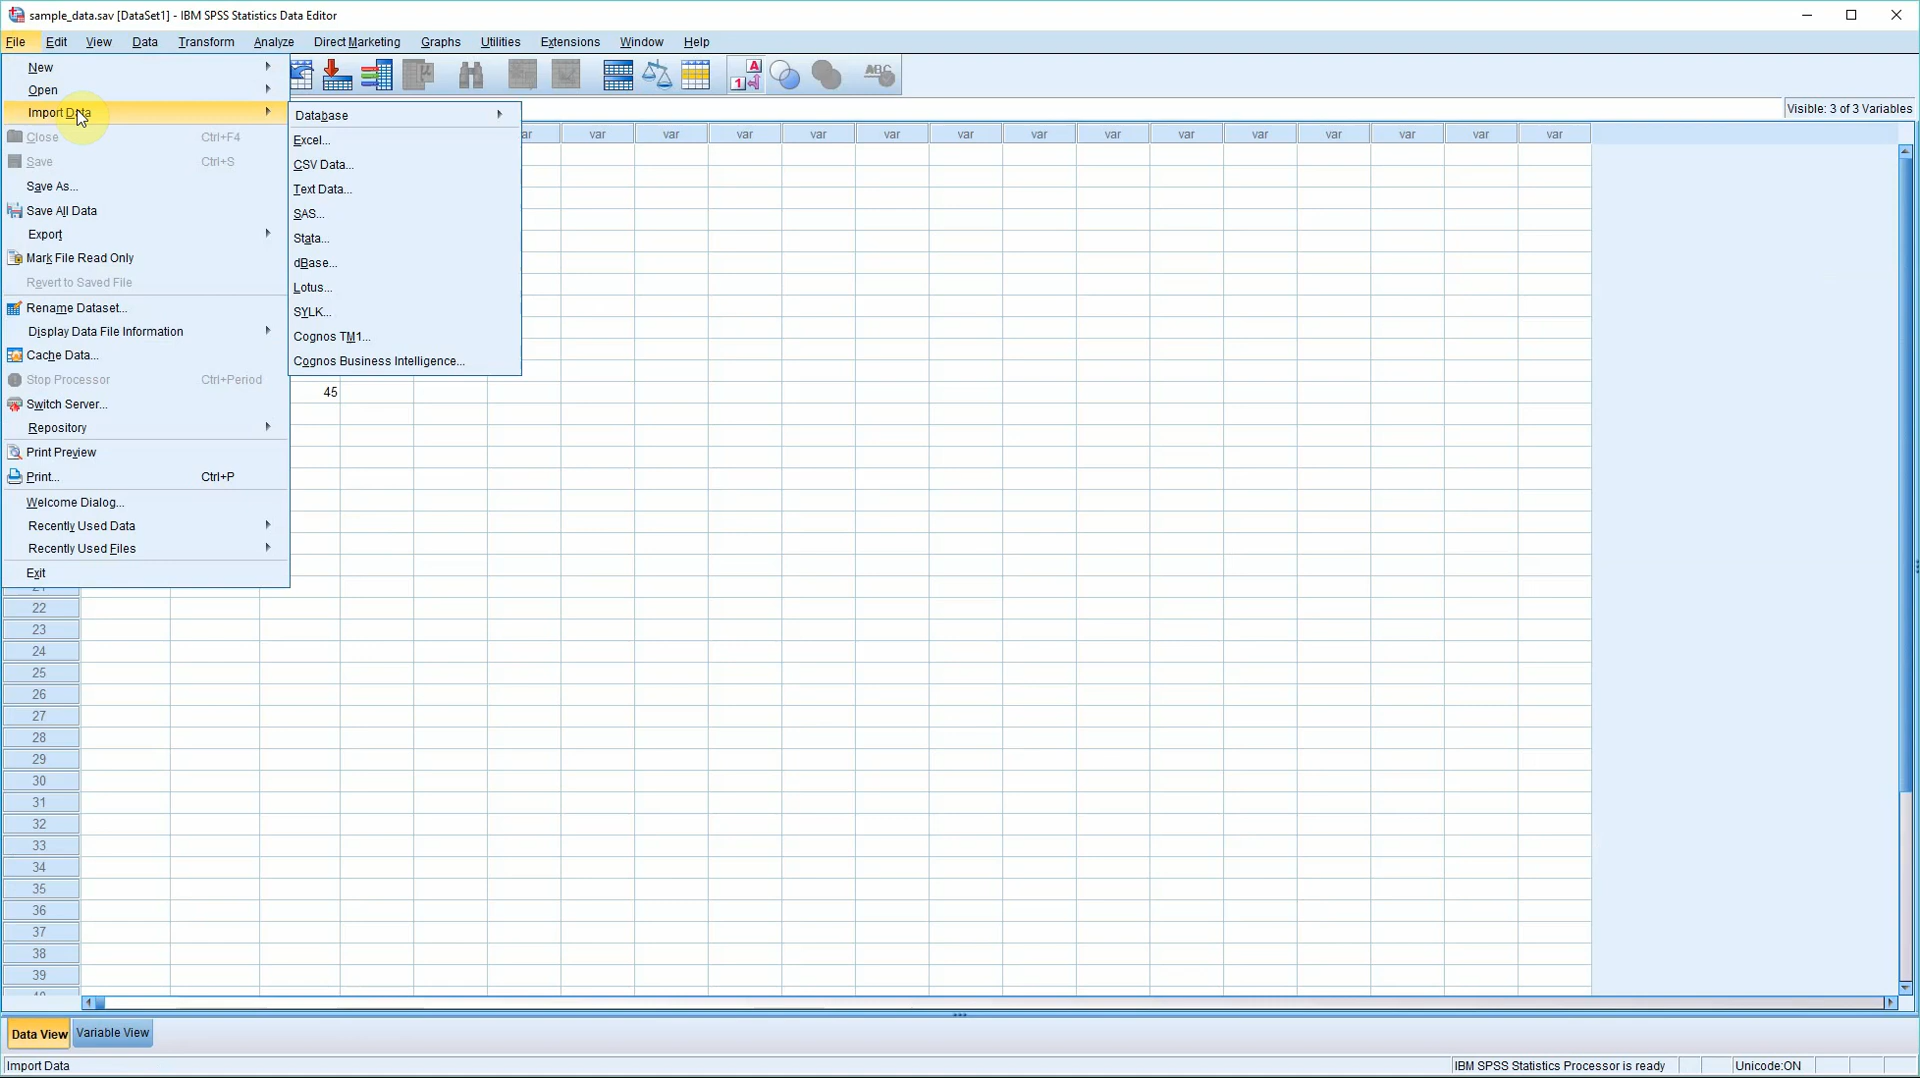 sample_data.sav [DataSet1] - IBM SPSS Statistics Data Editor
File Edit View Data Transform Analyze Direct Marketing Graphs Utilities Extensions Window Help
New
Open
Import Data
Close Ctrl+F4
Save Ctrl+S
Save As...
Save All Data
Export
Mark File Read Only
Revert to Saved File
Rename Dataset...
Display Data File Information
Cache Data...
Stop Processor Ctrl+Period
Switch Server...
Repository
Print Preview
Print... Ctrl+P
Welcome Dialog...
Recently Used Data
Recently Used Files
Exit
Database
Excel...
CSV Data...
Text Data...
SAS...
Stata...
dBase...
Lotus...
SYLK...
Cognos TM1...
Cognos Business Intelligence...
1 A
ABC
Visible: 3 of 3 Variables
var var var var var var var var var var var var var var
45
22
23
24
25
26
27
28
29
30
31
32
33
34
35
36
37
38
39
Data View Variable View
Import Data
IBM SPSS Statistics Processor is ready
Unicode:ON